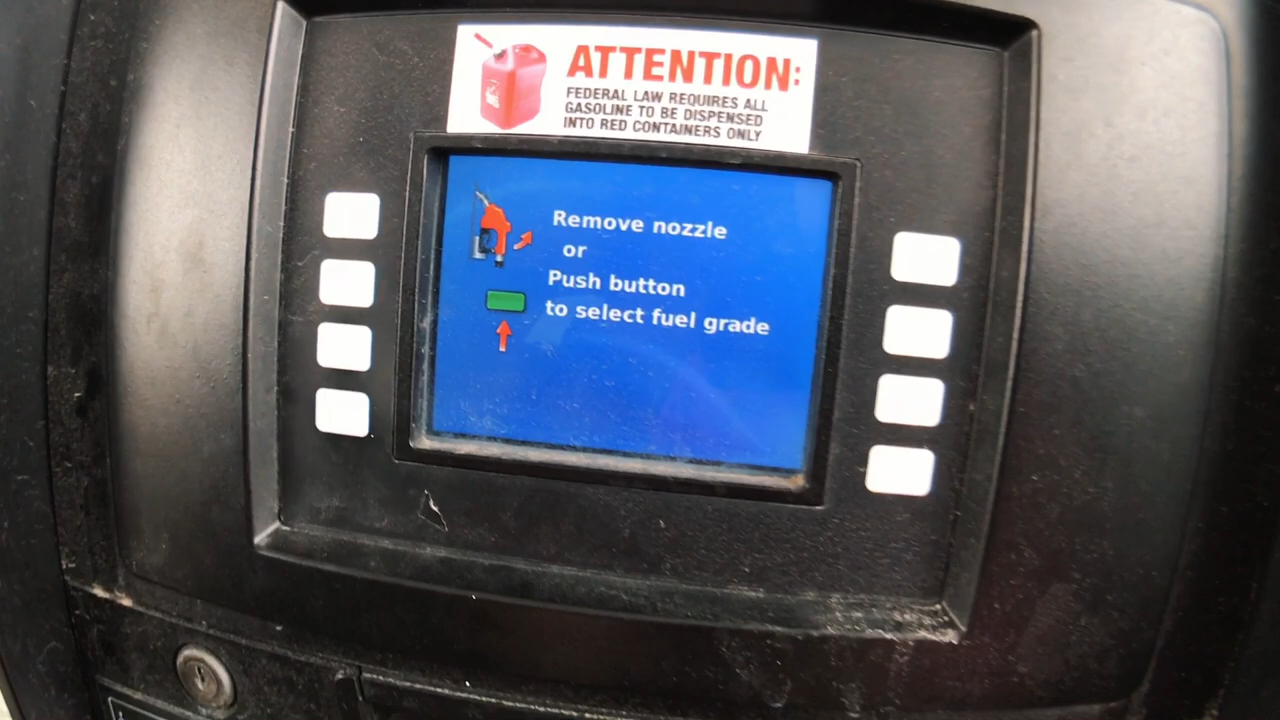 ATTENTION:
FEDERAL LAW REQUIRES ALL
GASOLINE TO BE DISPENSED
INTO RED CONTAINERS ONLY
Remove nozzle
or
Push button
to select fuel grade